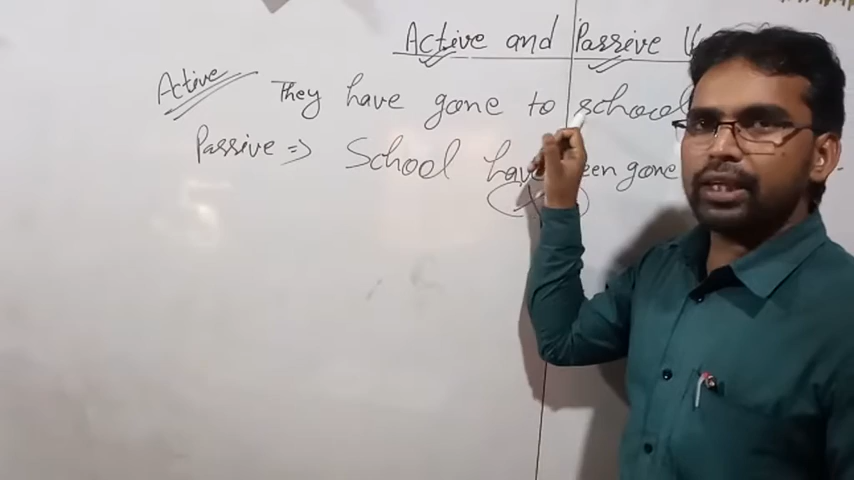 Active and Passive
Active They have gone to school
Passive => School have been gone